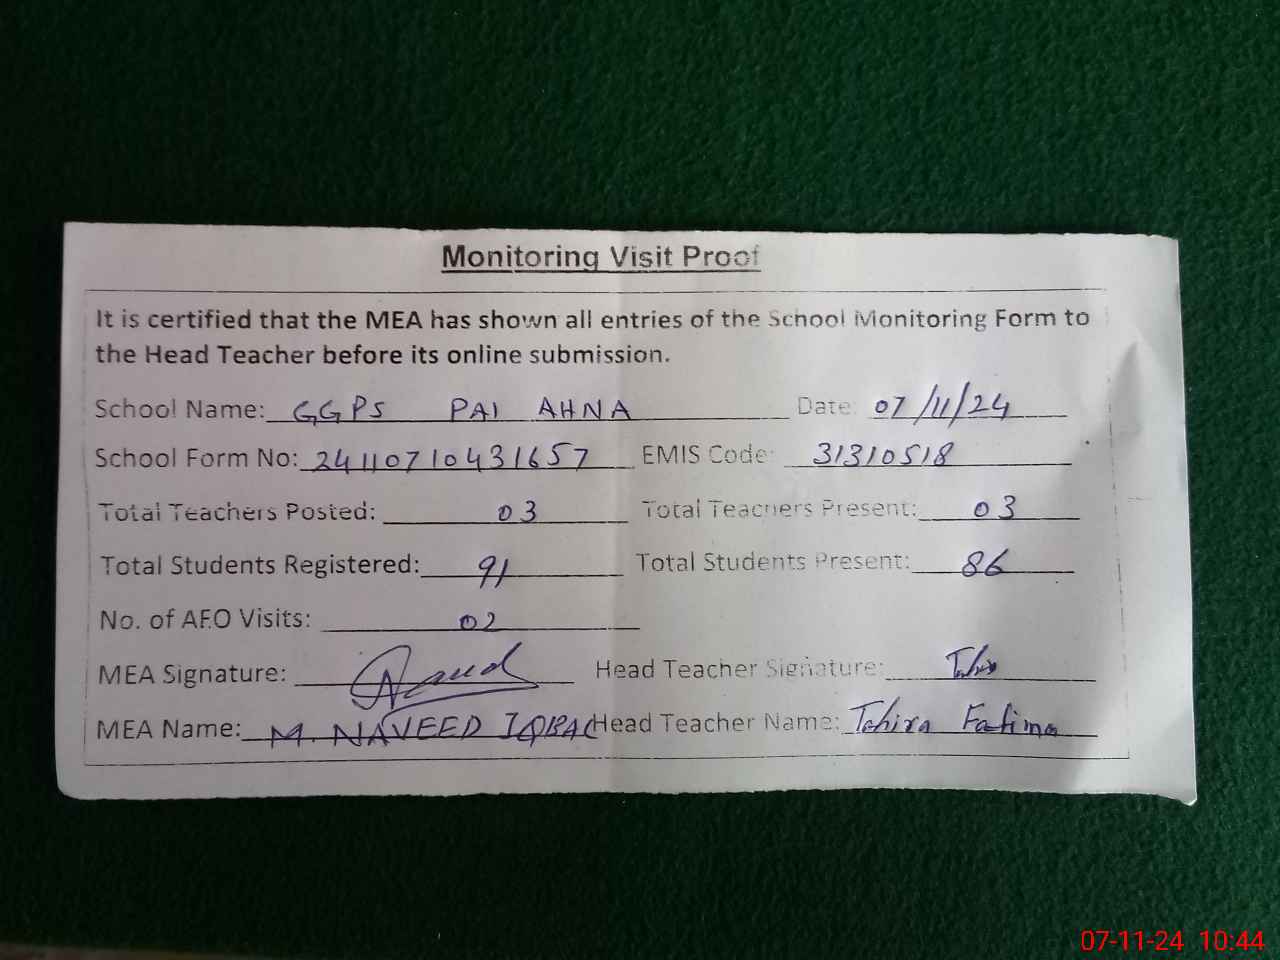 Monitoring Visit Proof
It is certified that the MEA has shown all entries of the School Monitoring Form to
the Head Teacher before its online submission.
School Name: GGPS PAI AHNA Date: 07/11/24
School Form No: 24110710431657 EMIS Code: 31310518
Total Teachers Posted: 03 Total Teachers Present: 03
Total Students Registered: 91 Total Students Present: 86
No. of AEO Visits: 02
MEA Signature: Head Teacher Signature:
MEA Name: M. NAVEED IQBAL Head Teacher Name: Tahira Fatima
07-11-24 10:44